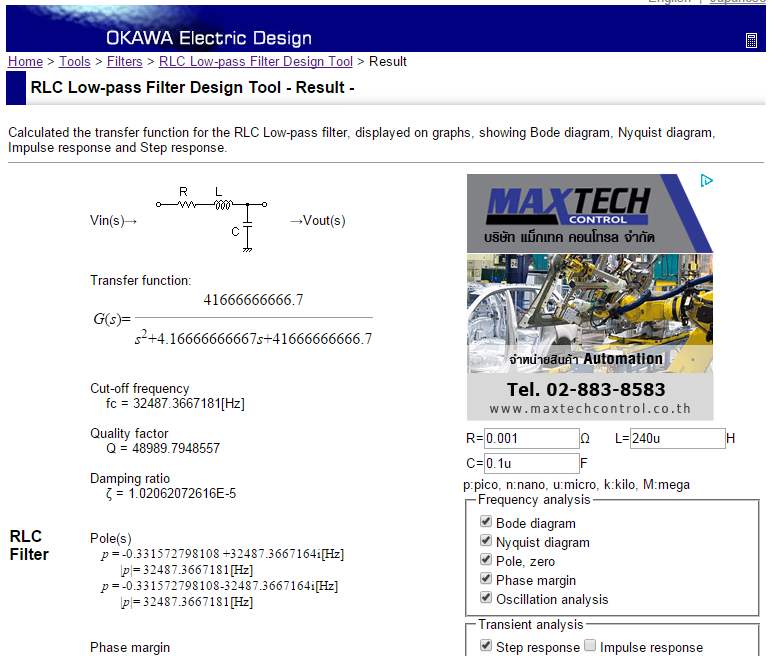 English | Japanese
OKAWA Electric Design
Home > Tools > Filters > RLC Low-pass Filter Design Tool > Result
RLC Low-pass Filter Design Tool - Result -
Calculated the transfer function for the RLC Low-pass filter, displayed on graphs, showing Bode diagram, Nyquist diagram,
Impulse response and Step response.
R L
Vin(s)→ →Vout(s)
C
Transfer function:
41666666666.7
G(s)=
s²+4.16666666667s+41666666666.7
Cut-off frequency
fc = 32487.3667181[Hz]
Quality factor
Q = 48989.7948557
Damping ratio
ζ = 1.02062072616E-5
RLC
Filter
Pole(s)
p = -0.331572798108 +32487.3667164i[Hz]
|p|= 32487.3667181[Hz]
p = -0.331572798108-32487.3667164i[Hz]
|p|= 32487.3667181[Hz]
Phase margin
MAXTECH
CONTROL
บริษัท แม็กเทค คอนโทรล จำกัด
จำหน่ายสินค้า Automation
Tel. 02-883-8583
www.maxtechcontrol.co.th
R= 0.001 Ω L= 240u H
C= 0.1u F
p:pico, n:nano, u:micro, k:kilo, M:mega
Frequency analysis
Bode diagram
Nyquist diagram
Pole, zero
Phase margin
Oscillation analysis
Transient analysis
Step response Impulse response